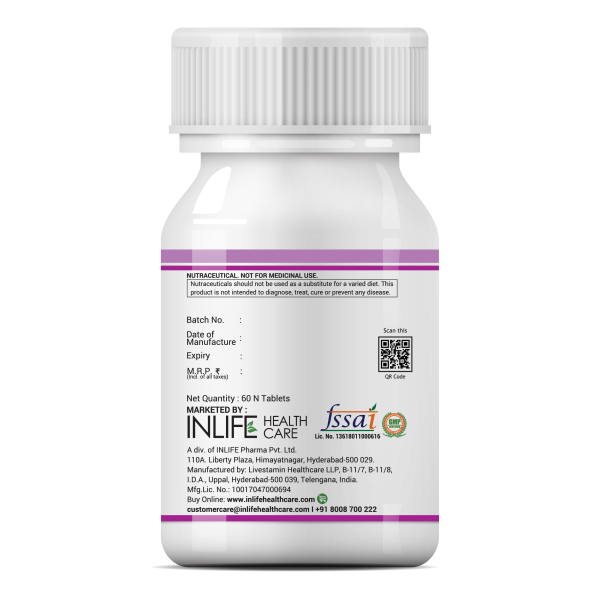 NUTRACEUTICAL. NOT FOR MEDICINAL USE.
Nutraceuticals should not be used as a substitute for a varied diet. This
product is not intended to diagnose, treat, cure or prevent any disease.
Batch No. :
Date of
Manufacture :
Expiry :
M.R.P. ₹ :
(Incl. of all taxes)
Scan this
QR Code
Net Quantity : 60 N Tablets
MARKETED BY :
INLIFE HEALTH
CARE
fssai
Lic. No. 13618011000616
GMP
A div. of INLIFE Pharma Pvt. Ltd.
110A. Liberty Plaza, Himayatnagar, Hyderabad-500 029.
Manufactured by: Livestamin Healthcare LLP, B-11/7, B-11/8,
I.D.A., Uppal, Hyderabad-500 039, Telengana, India.
Mfg.Lic. No.: 10017047000694
Buy Online: www.inlifehealthcare.com
customercare@inlifehealthcare.com I +91 8008 700 222